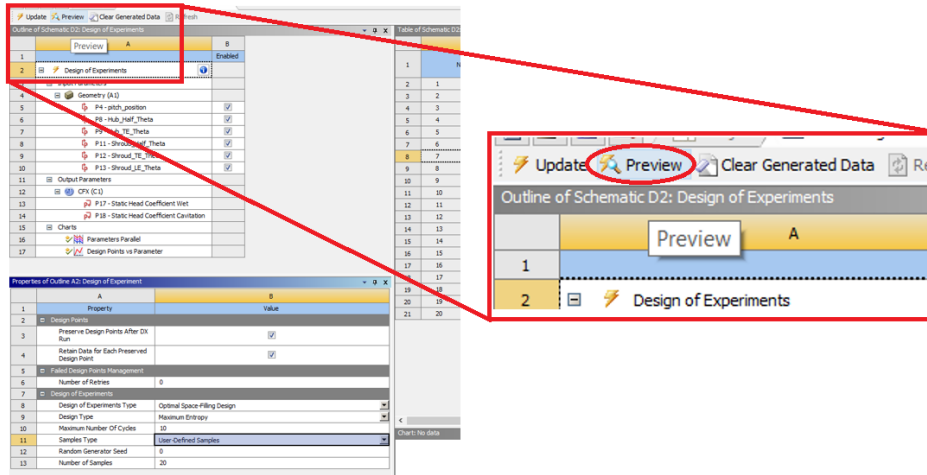 Update Preview Clear Generated Data Refresh
Outline of Schematic D2: Design of Experiments
A B
Preview
1 Enabled
2 Design of Experiments
4 Input Parameters
4 Geometry (A1)
5 P4 - pitch_position
6 P8 - Hub_Half_Theta
7 P9 - Hub_TE_Theta
8 P11 - Shroud_Half_Theta
9 P12 - Shroud_TE_Theta
10 P13 - Shroud_LE_Theta
11 Output Parameters
12 CFX (C1)
13 P17 - Static Head Coefficient Wet
14 P18 - Static Head Coefficient Cavitation
15 Charts
16 Parameters Parallel
17 Design Points vs Parameter
Table of Schematic D2:
1 N
2 1
3 2
4 3
5 4
6 5
7 6
8 7
9 8
10 9
11 10
12 11
13 12
14 13
15 14
16 15
17 16
18 17
19 18
20 19
21 20
Chart: No data
Update Preview Clear Generated Data Re
Outline of Schematic D2: Design of Experiments
Preview A
1
2 Design of Experiments
Properties of Outline A2: Design of Experiment
A B
1 Property Value
2 Design Points
3 Preserve Design Points After DX
Run
4 Retain Data for Each Preserved
Design Point
5 Failed Design Points Management
6 Number of Retries 0
7 Design of Experiments
8 Design of Experiments Type Optimal Space-Filling Design
9 Design Type Maximum Entropy
10 Maximum Number Of Cycles 10
11 Samples Type User-Defined Samples
12 Random Generator Seed 0
13 Number of Samples 20